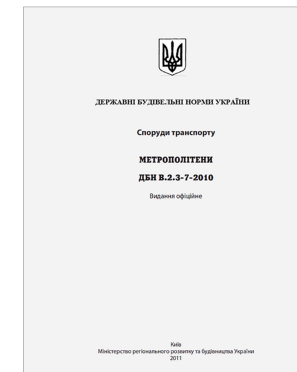 ДЕРЖАВНІ БУДІВЕЛЬНІ НОРМИ УКРАЇНИ
Споруди транспорту
МЕТРОПОЛІТЕНИ
ДБН В.2.3-7-2010
Видання офіційне
Київ
Міністерство регіонального розвитку та будівництва України
2011